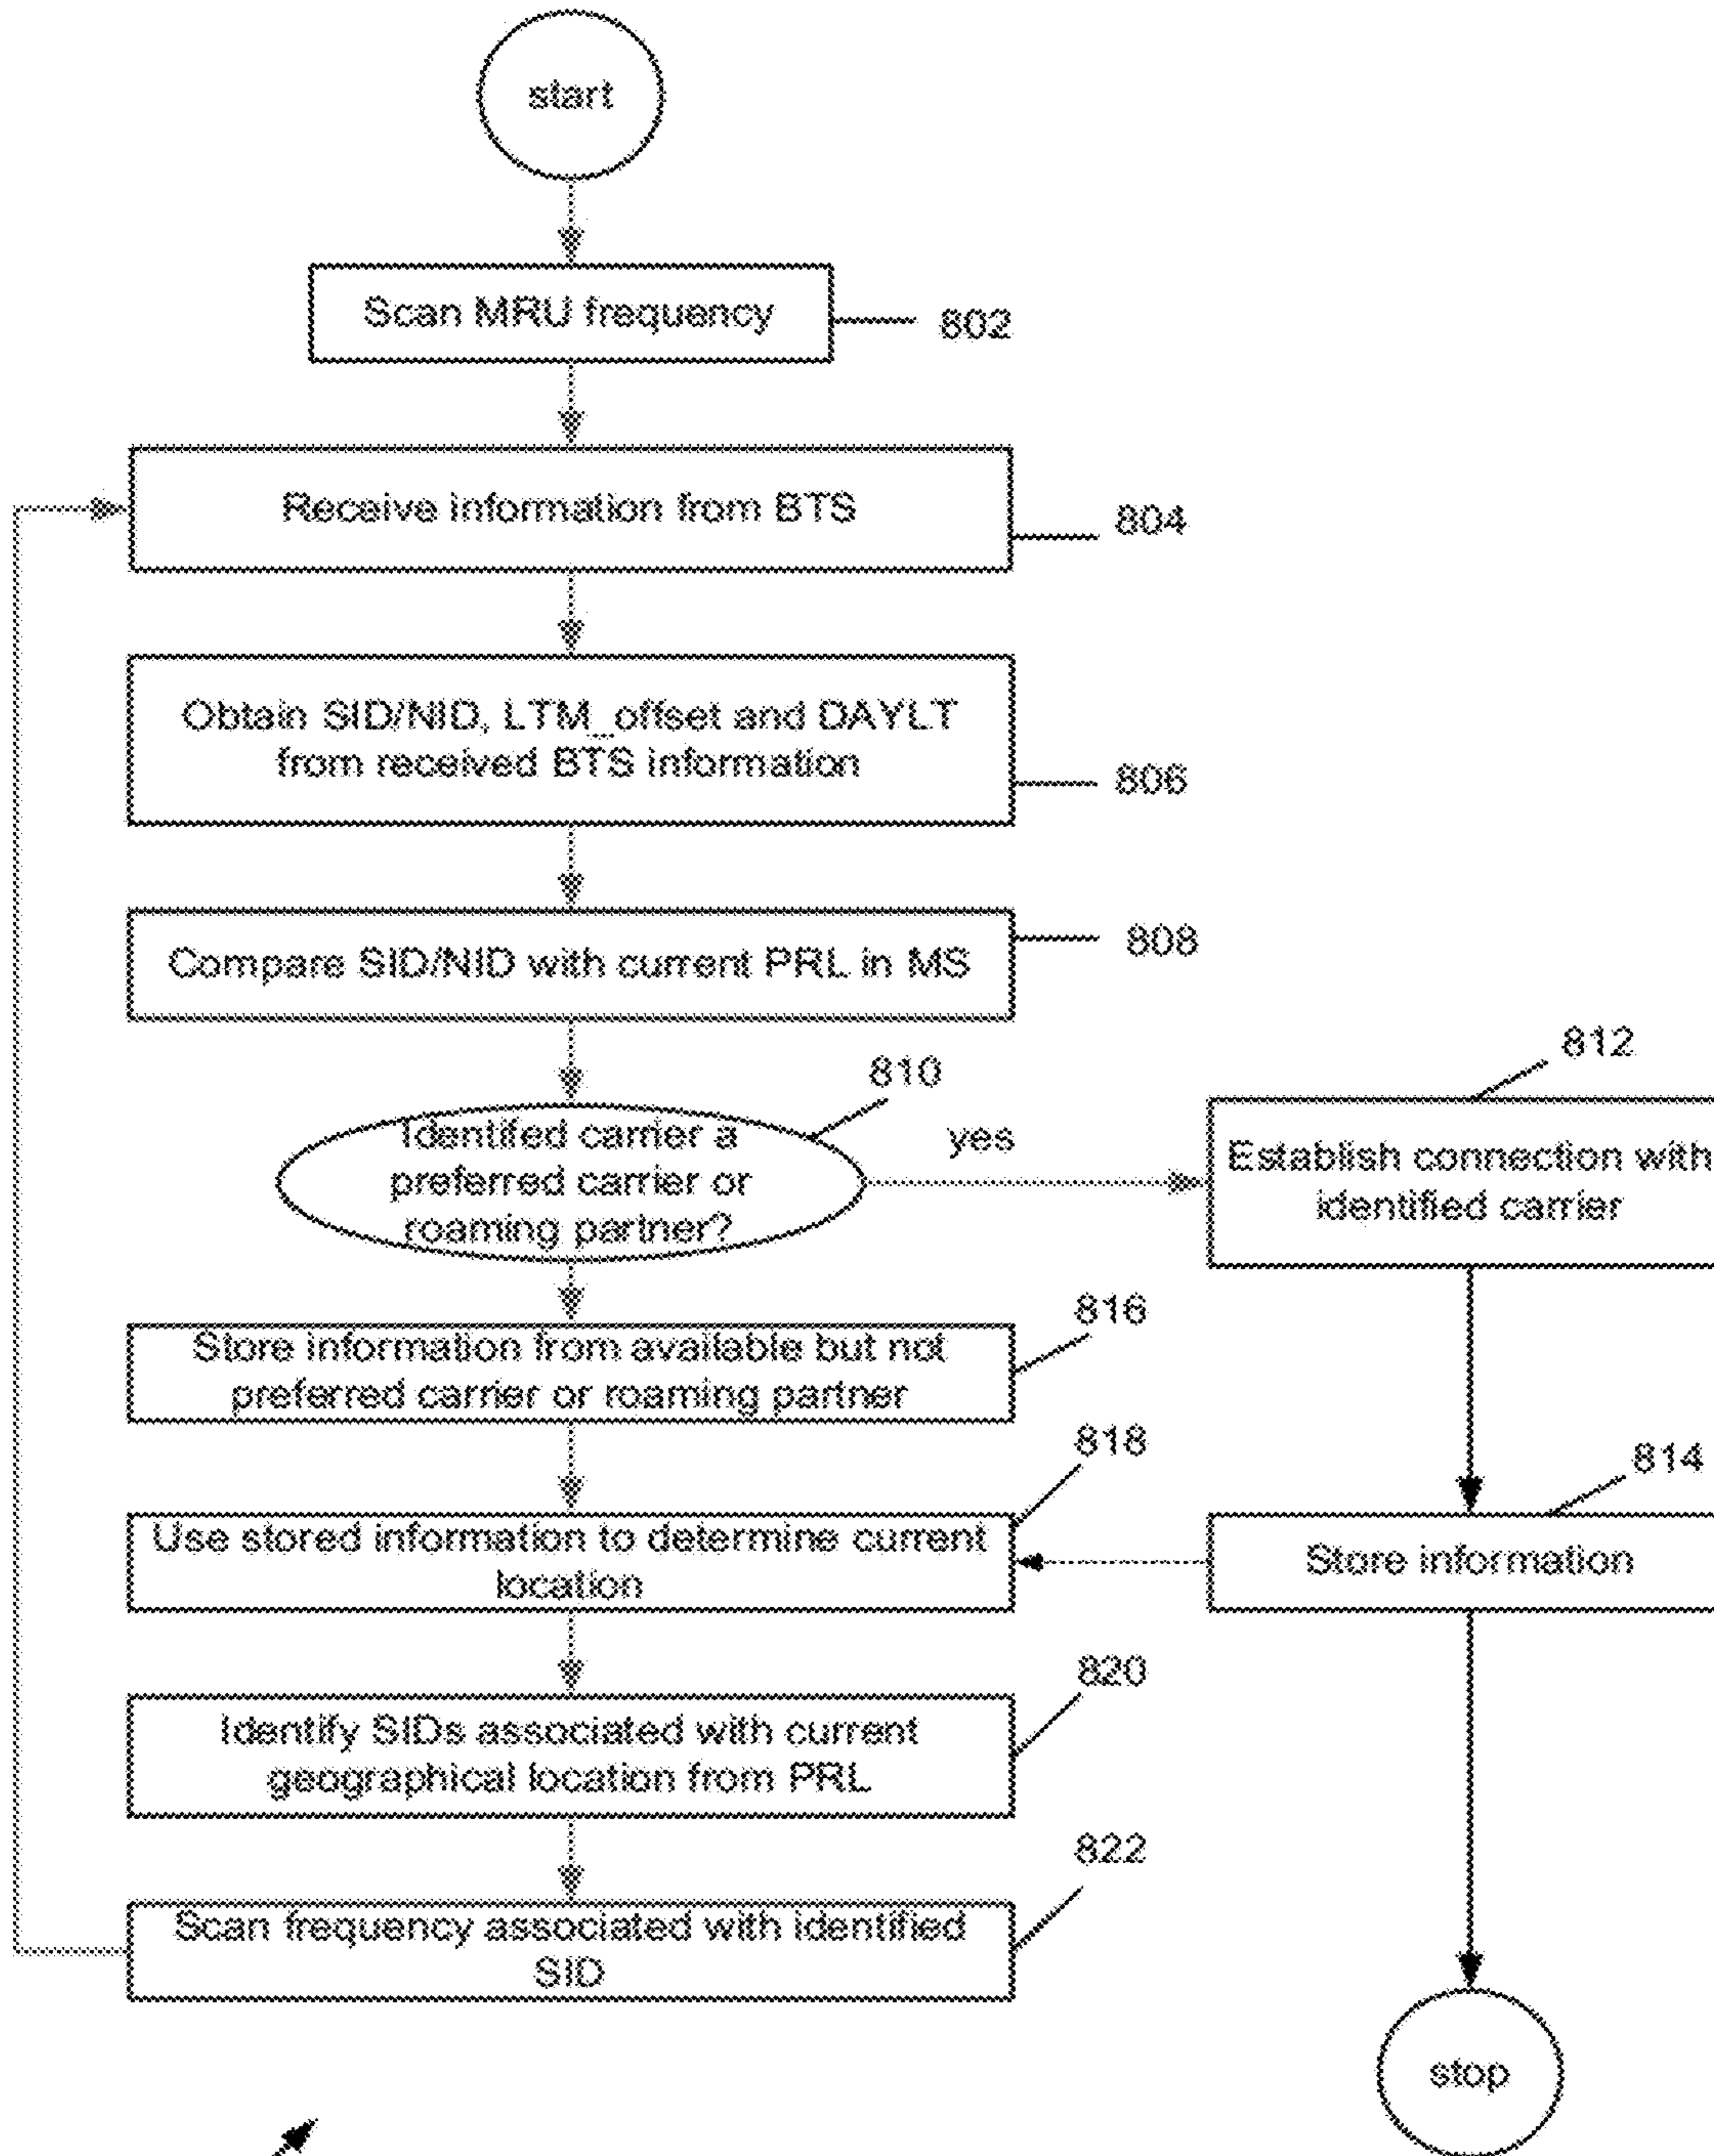 start
Scan MRU frequency
802
Receive information from BTS
804
Obtain SID/NID, LTM_offset and DAYLT
from received BTS information
806
Compare SID/NID with current PRL in MS
808
810
Identifed carrier a
preferred carrier or
roaming partner?
yes
812
Establish connection with
identified carrier
816
Store information from available but not
preferred carrier or roaming partner
818
Use stored information to determine current
location
814
Store information
820
Identify SIDs associated with current
geographical location from PRL
822
Scan frequency associated with identified
SID
stop